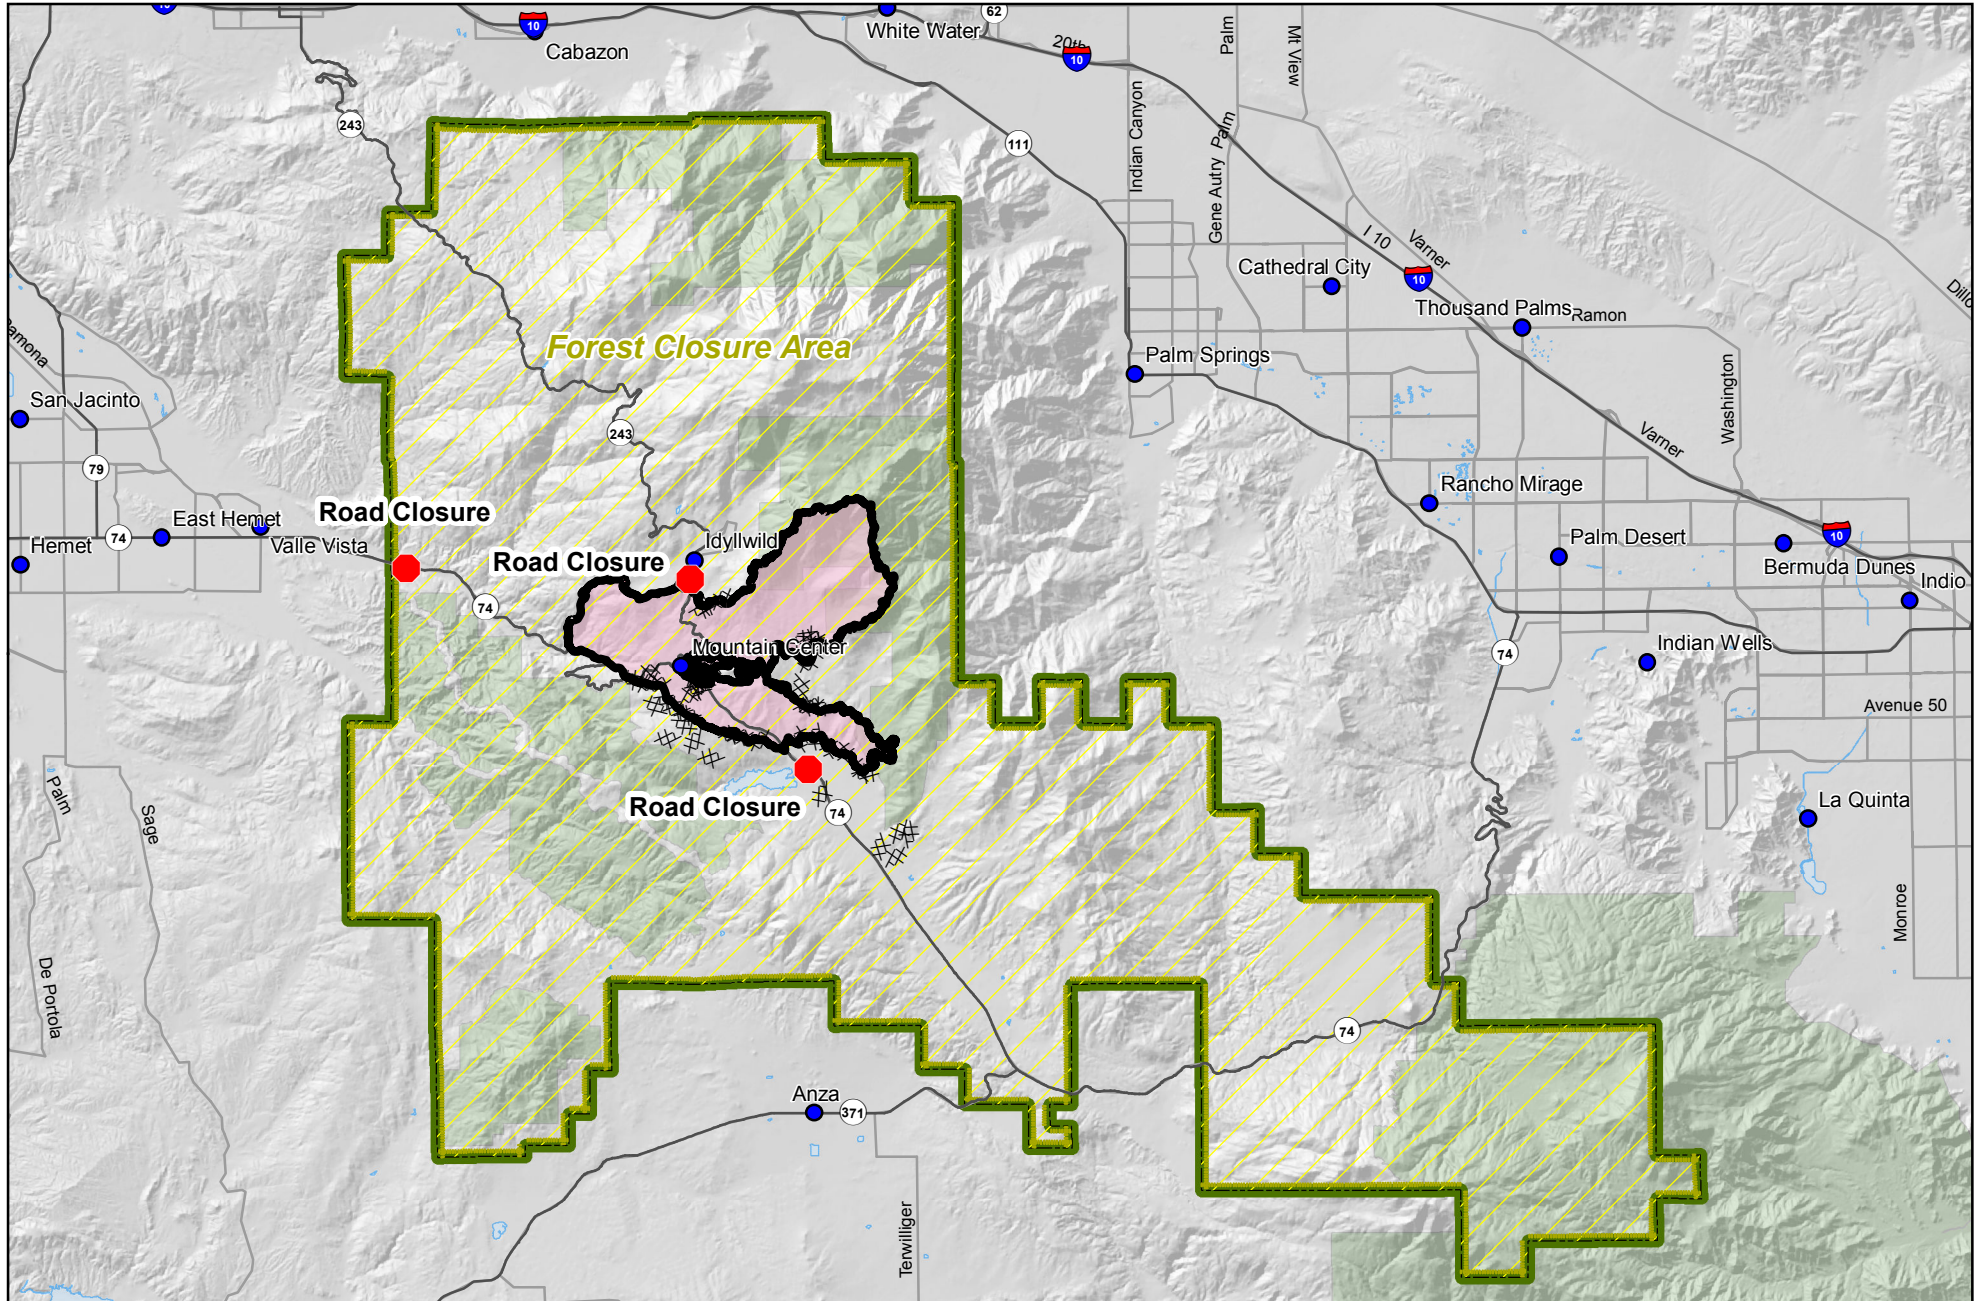 10
10
Cabazon
White Water
62
20th
10
Palm
Mt View
243
111
Indian Canyon
Gene Autry
Palm
I 10
Varner
Cathedral City
10
Thousand Palms
Ramon
Forest Closure Area
Palm Springs
San Jacinto
243
79
Washington
Varner
Rancho Mirage
Road Closure
East Hemet
74
Hemet
Valle Vista
Road Closure
Idyllwild
Palm Desert
10
Bermuda Dunes
Indio
74
Mountain Center
74
Indian Wells
Avenue 50
Palm
Sage
Road Closure
74
La Quinta
Monroe
De Portola
74
Anza
371
Terwilliger